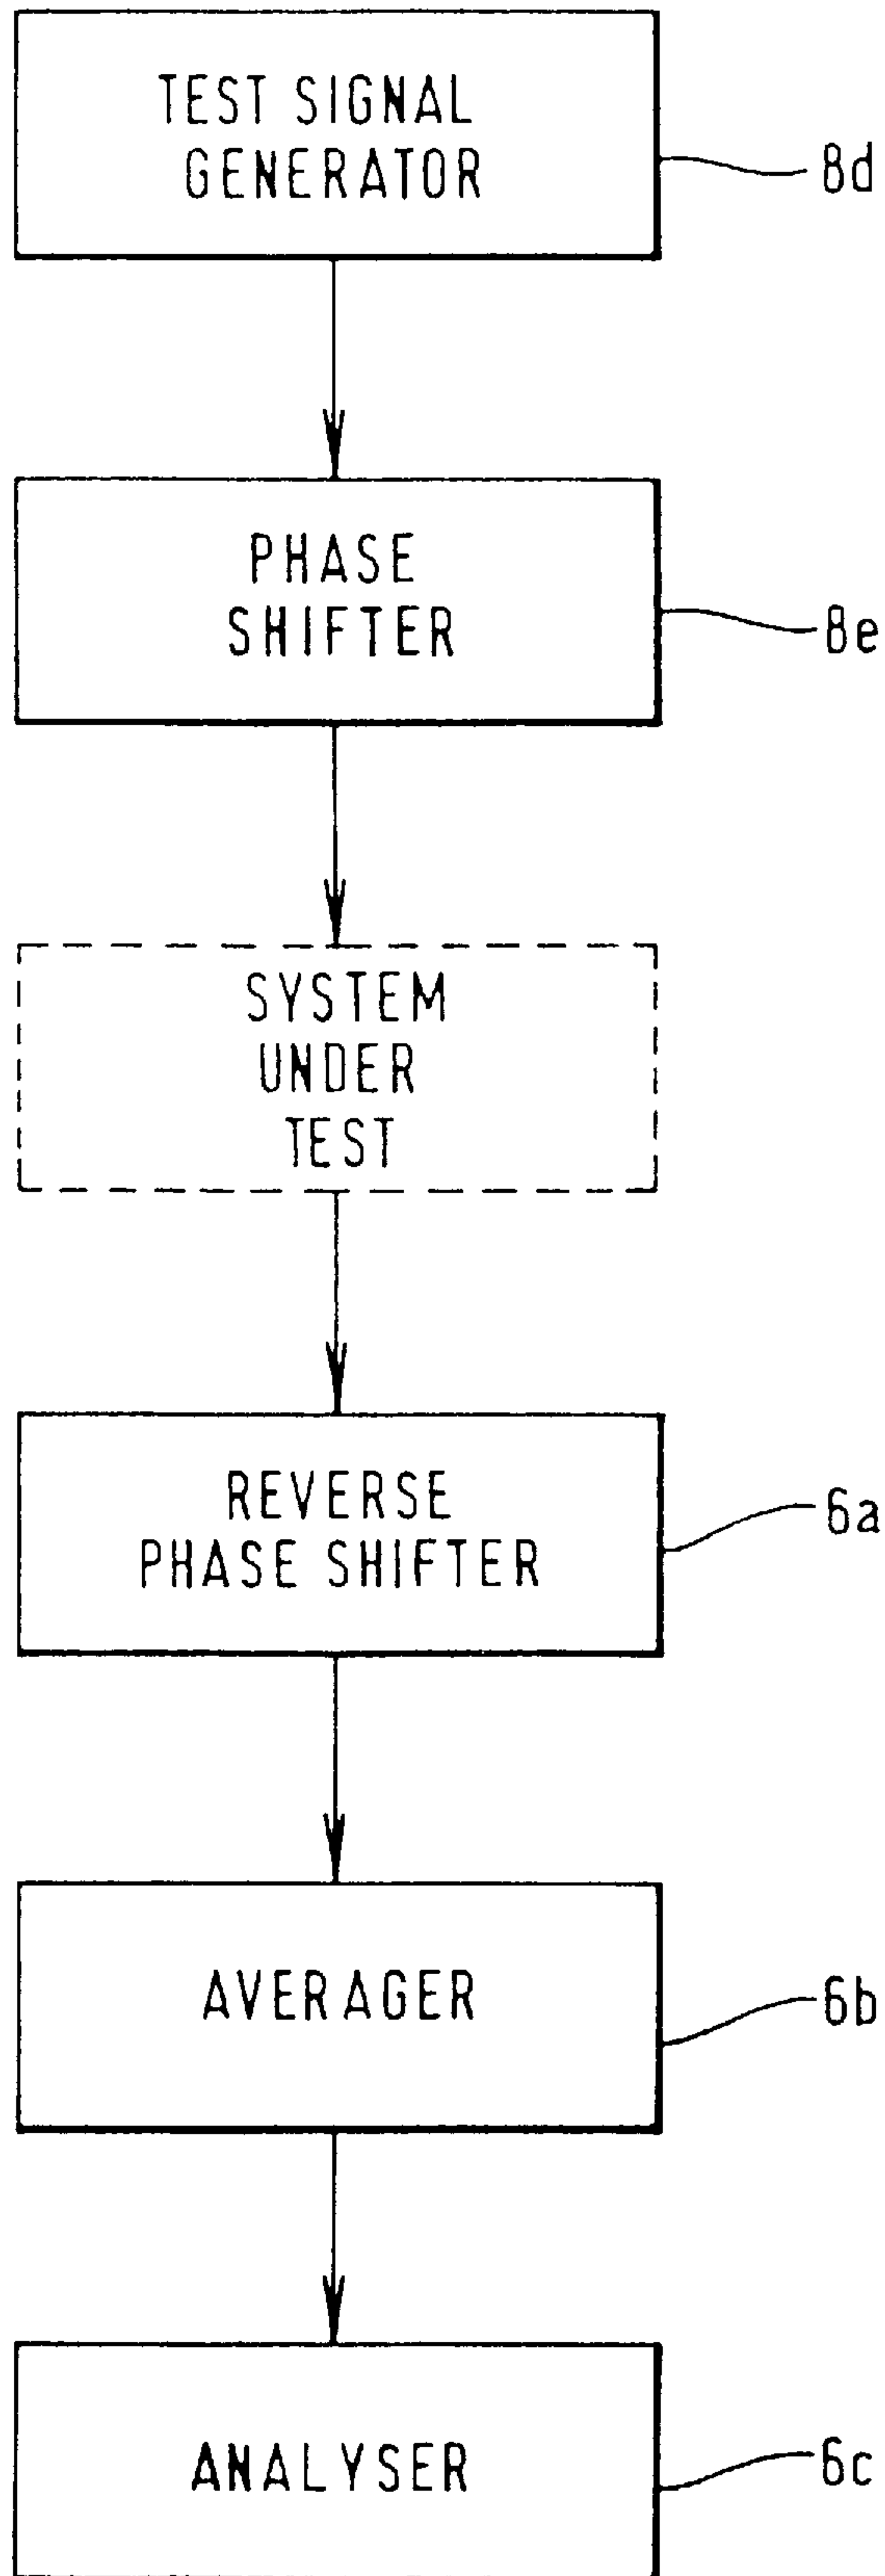 TEST SIGNAL
GENERATOR
8d
PHASE
SHIFTER
8e
SYSTEM
UNDER
TEST
REVERSE
PHASE SHIFTER
6a
AVERAGER
6b
ANALYSER
6c